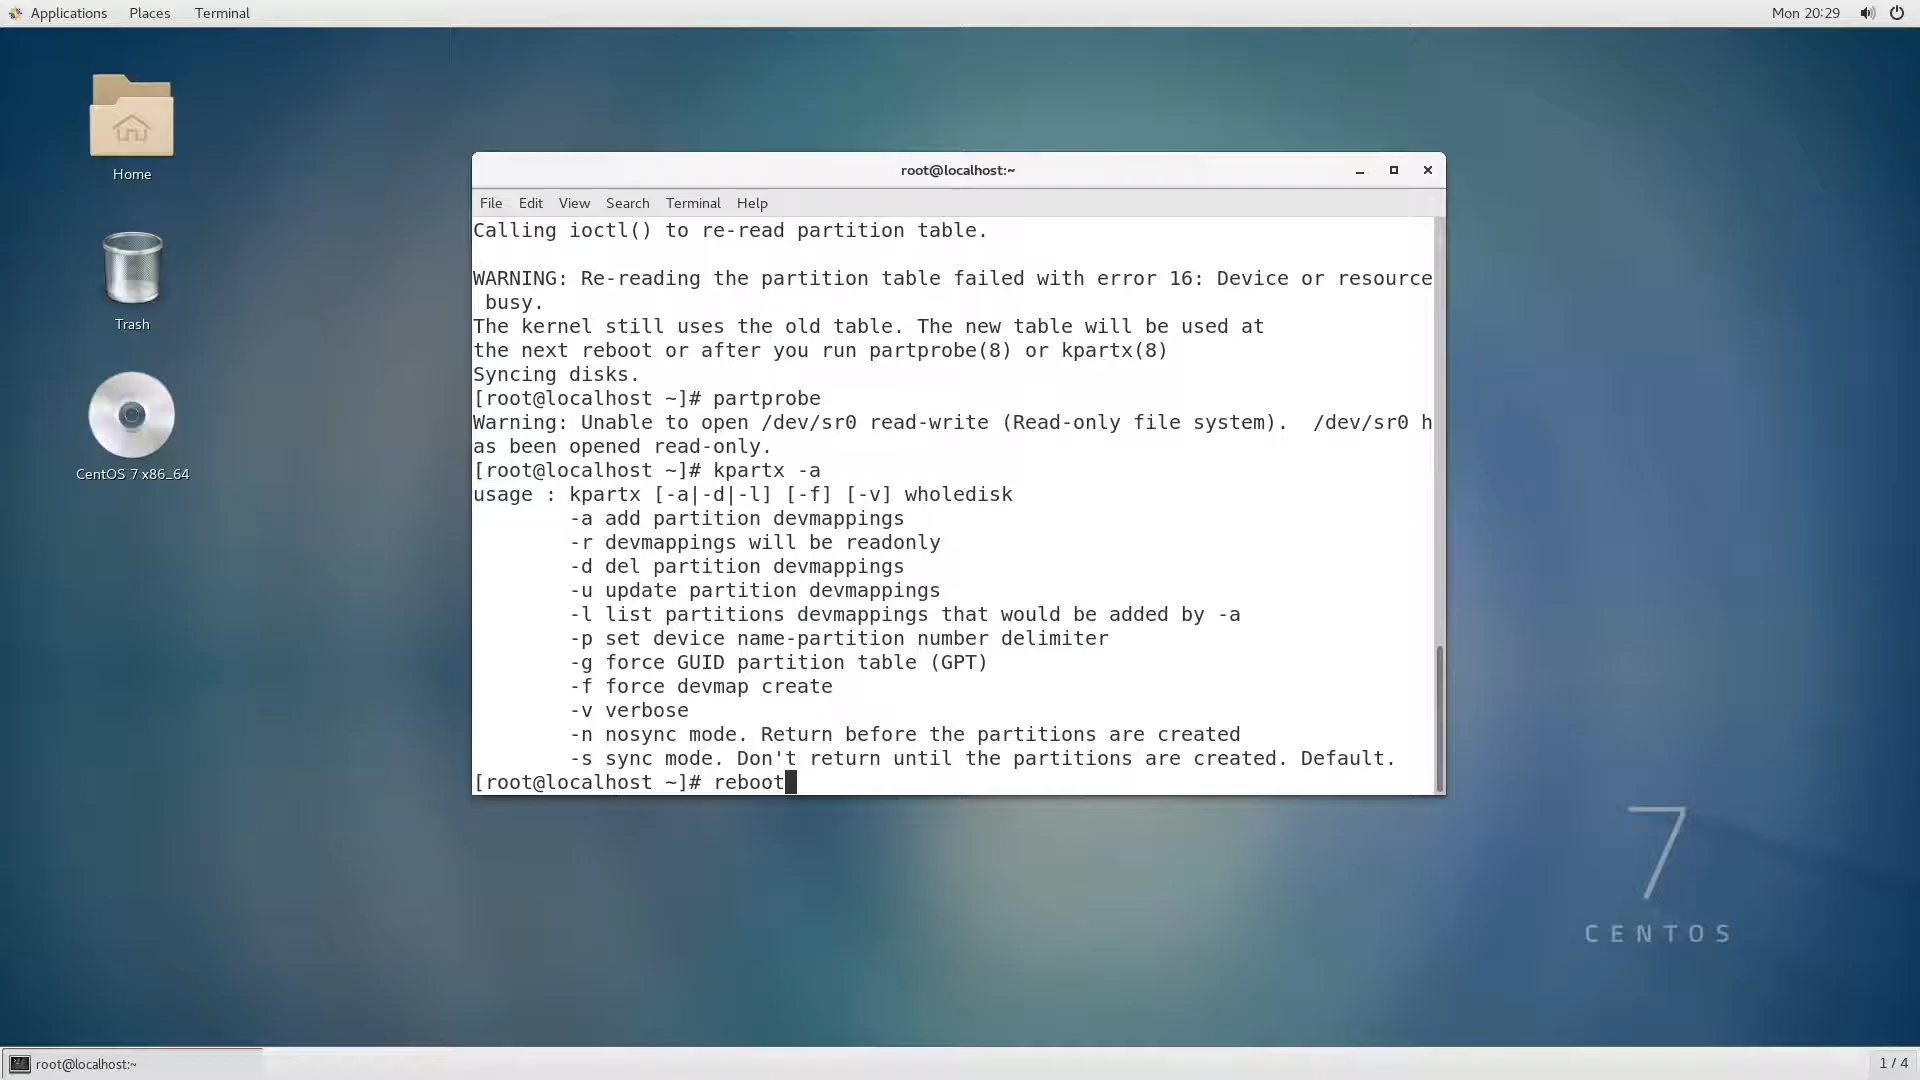 Applications Places Terminal Mon 20:29
Home
Trash
CentOS 7 x86_64
root@localhost:~
File Edit View Search Terminal Help
Calling ioctl() to re-read partition table.
WARNING: Re-reading the partition table failed with error 16: Device or resource
 busy.
The kernel still uses the old table. The new table will be used at
the next reboot or after you run partprobe(8) or kpartx(8)
Syncing disks.
[root@localhost ~]# partprobe
Warning: Unable to open /dev/sr0 read-write (Read-only file system).  /dev/sr0 h
as been opened read-only.
[root@localhost ~]# kpartx -a
usage : kpartx [-a|-d|-l] [-f] [-v] wholedisk
        -a add partition devmappings
        -r devmappings will be readonly
        -d del partition devmappings
        -u update partition devmappings
        -l list partitions devmappings that would be added by -a
        -p set device name-partition number delimiter
        -g force GUID partition table (GPT)
        -f force devmap create
        -v verbose
        -n nosync mode. Return before the partitions are created
        -s sync mode. Don't return until the partitions are created. Default.
[root@localhost ~]# reboot
7
CENTOS
root@localhost:~ 1 / 4